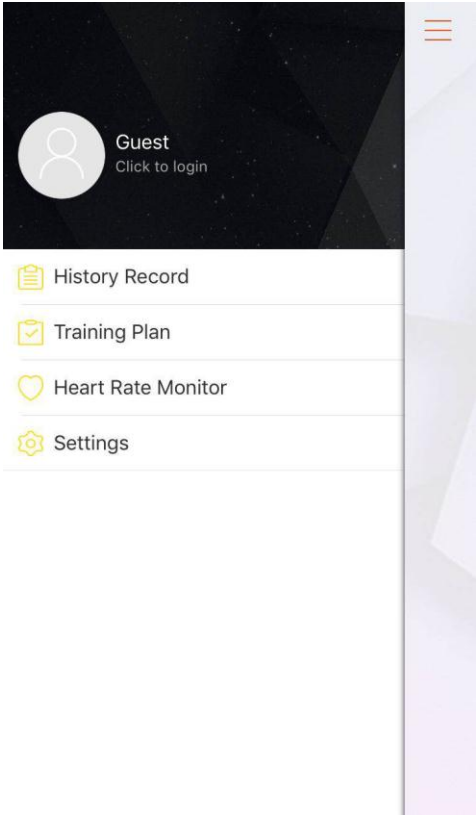 Guest
Click to login
History Record
Training Plan
Heart Rate Monitor
Settings